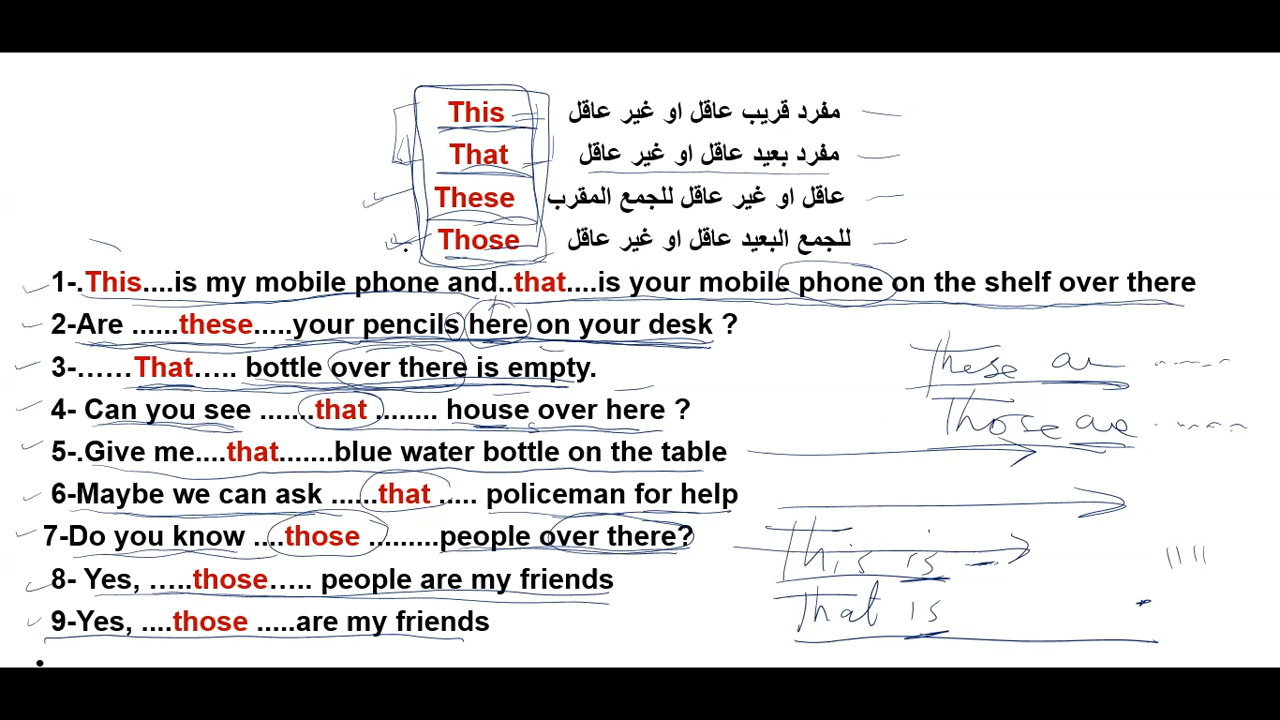 This مفرد قريب عاقل او غير عاقل
That مفرد بعيد عاقل او غير عاقل
These عاقل او غير عاقل للجمع المقرب
Those للجمع البعيد عاقل او غير عاقل
1-.This....is my mobile phone and..that....is your mobile phone on the shelf over there
2-Are ......these.....your pencils here on your desk ?
3-......That..... bottle over there is empty.
4- Can you see .......that........ house over here ?
5-.Give me....that.......blue water bottle on the table
6-Maybe we can ask ......that ..... policeman for help
7-Do you know ....those .........people over there?
8- Yes, .....those..... people are my friends
9-Yes, ....those .....are my friends
•
These are ------
Those are ------
This is ---
That is